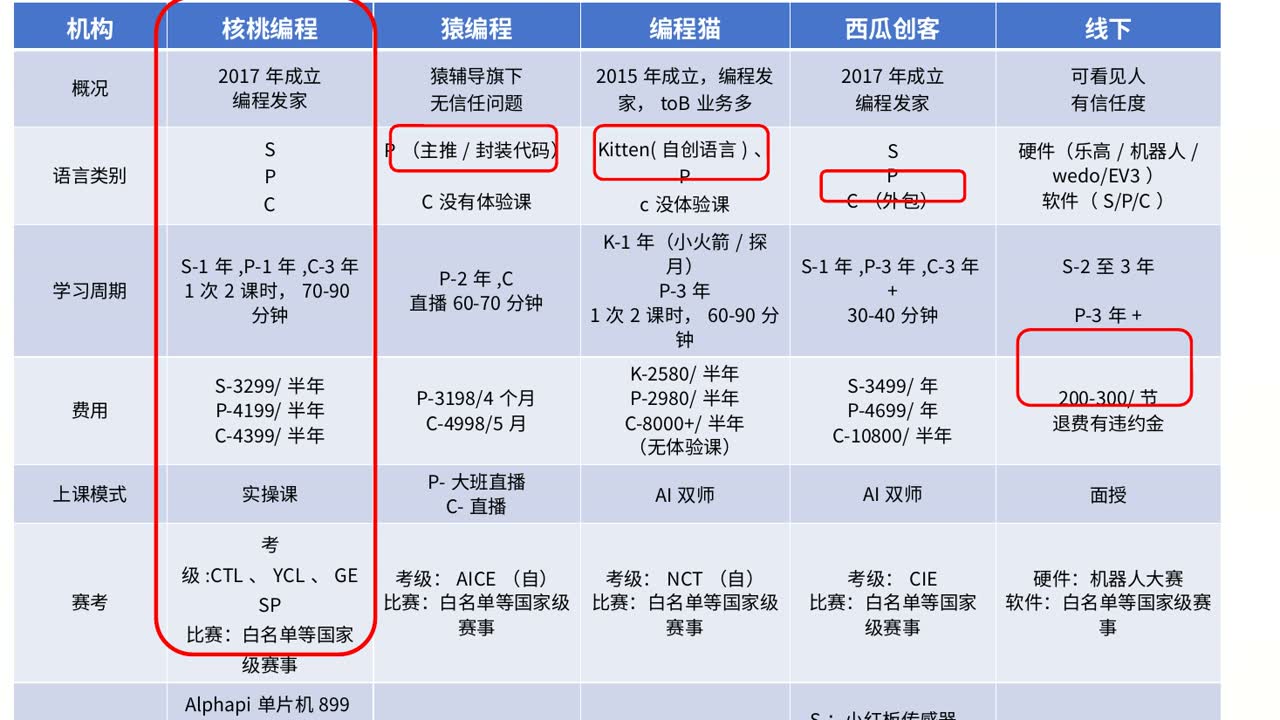 机构
核桃编程
猿编程
编程猫
西瓜创客
线下
概况
2017 年成立
编程发家
猿辅导旗下
无信任问题
2015 年成立，编程发
家， toB 业务多
2017 年成立
编程发家
可看见人
有信任度
语言类别
S
P
C
P （主推 / 封装代码）
C 没有体验课
Kitten( 自创语言 ) 、
P
c 没体验课
S
P
C （外包）
硬件（乐高 / 机器人 /
wedo/EV3 ）
软件（ S/P/C ）
学习周期
S-1 年 ,P-1 年 ,C-3 年
1 次 2 课时， 70-90
分钟
P-2 年 ,C
直播 60-70 分钟
K-1 年（小火箭 / 探
月）
P-3 年
1 次 2 课时， 60-90 分
钟
S-1 年 ,P-3 年 ,C-3 年
+
30-40 分钟
S-2 至 3 年
P-3 年 +
费用
S-3299/ 半年
P-4199/ 半年
C-4399/ 半年
P-3198/4 个月
C-4998/5 月
K-2580/ 半年
P-2980/ 半年
C-8000+/ 半年
（无体验课）
S-3499/ 年
P-4699/ 年
C-10800/ 半年
200-300/ 节
退费有违约金
上课模式
实操课
P- 大班直播
C- 直播
AI 双师
AI 双师
面授
赛考
考
级 :CTL 、 YCL 、 GE
SP
比赛：白名单等国家
级赛事
考级： AICE （自）
比赛：白名单等国家级
赛事
考级： NCT （自）
比赛：白名单等国家级
赛事
考级： CIE
比赛：白名单等国家
级赛事
硬件：机器人大赛
软件：白名单等国家级赛
事
Alphapi 单片机 899
S ：小红板传感器